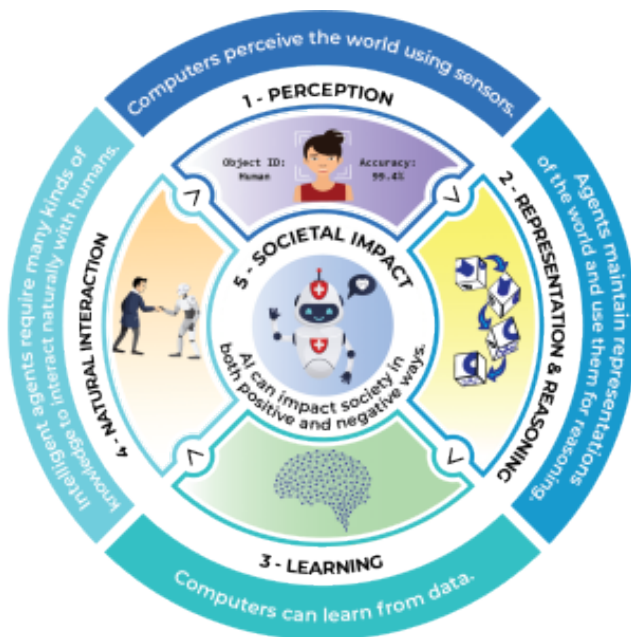 Computers perceive the world using sensors.
1 - PERCEPTION
Object ID:
Human
Accuracy:
99.4%
Agents maintain representations
of the world and use them for reasoning.
2 - REPRESENTATION & REASONING
Computers can learn from data.
3 - LEARNING
Intelligent agents require many kinds of
knowledge to interact naturally with humans.
4 - NATURAL INTERACTION
5 - SOCIETAL IMPACT
AI can impact society in
both positive and negative ways.